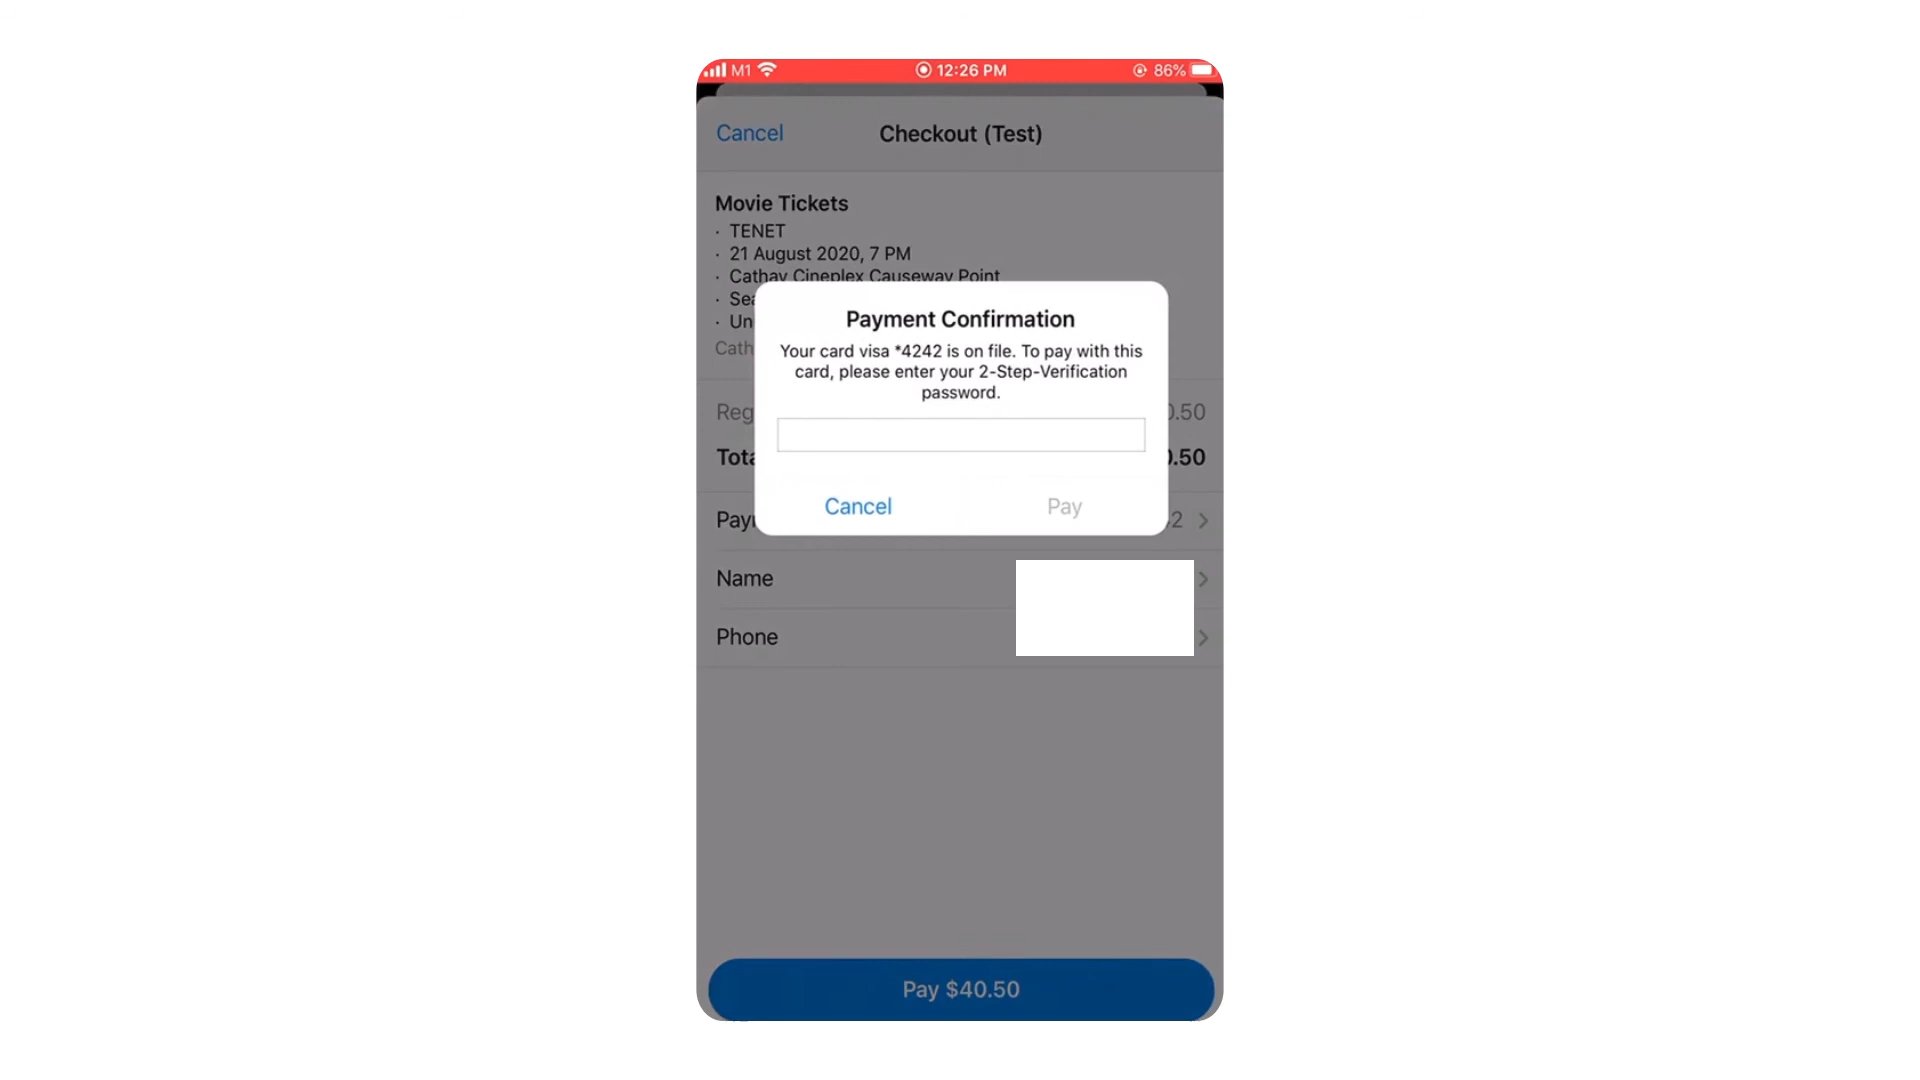 M1 12:26 PM 86%
Cancel Checkout (Test)
Movie Tickets
· TENET
· 21 August 2020, 7 PM
· Cathay Cineplex Causeway Point
Payment Confirmation
Your card visa *4242 is on file. To pay with this
card, please enter your 2-Step-Verification
password.
Cancel Pay
Name
Phone
Pay $40.50